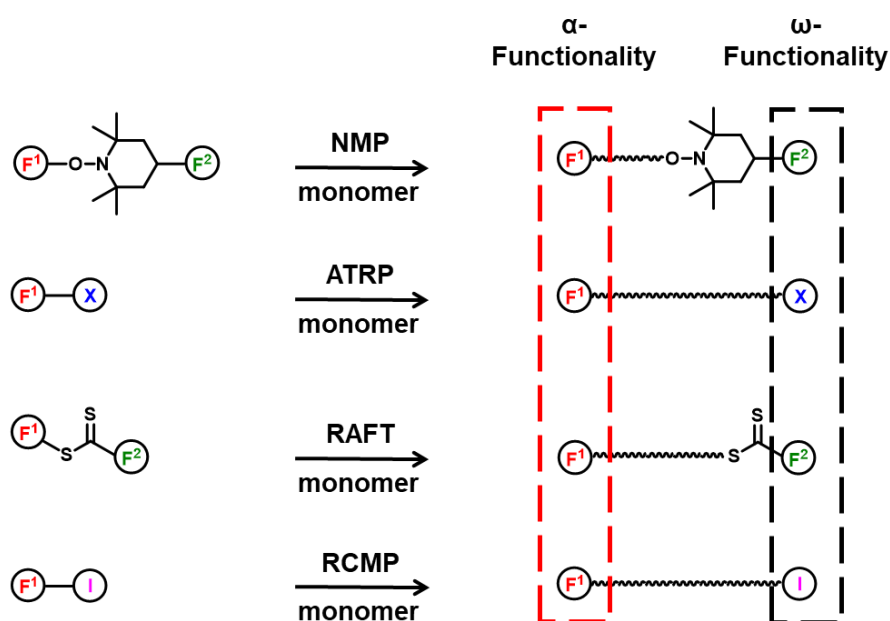 α-
Functionality
ω-
Functionality
F¹ O N F²
NMP
monomer
F¹ O N F²
F¹ X
ATRP
monomer
F¹ X
F¹ S S F²
RAFT
monomer
F¹ S S F²
F¹ I
RCMP
monomer
F¹ I